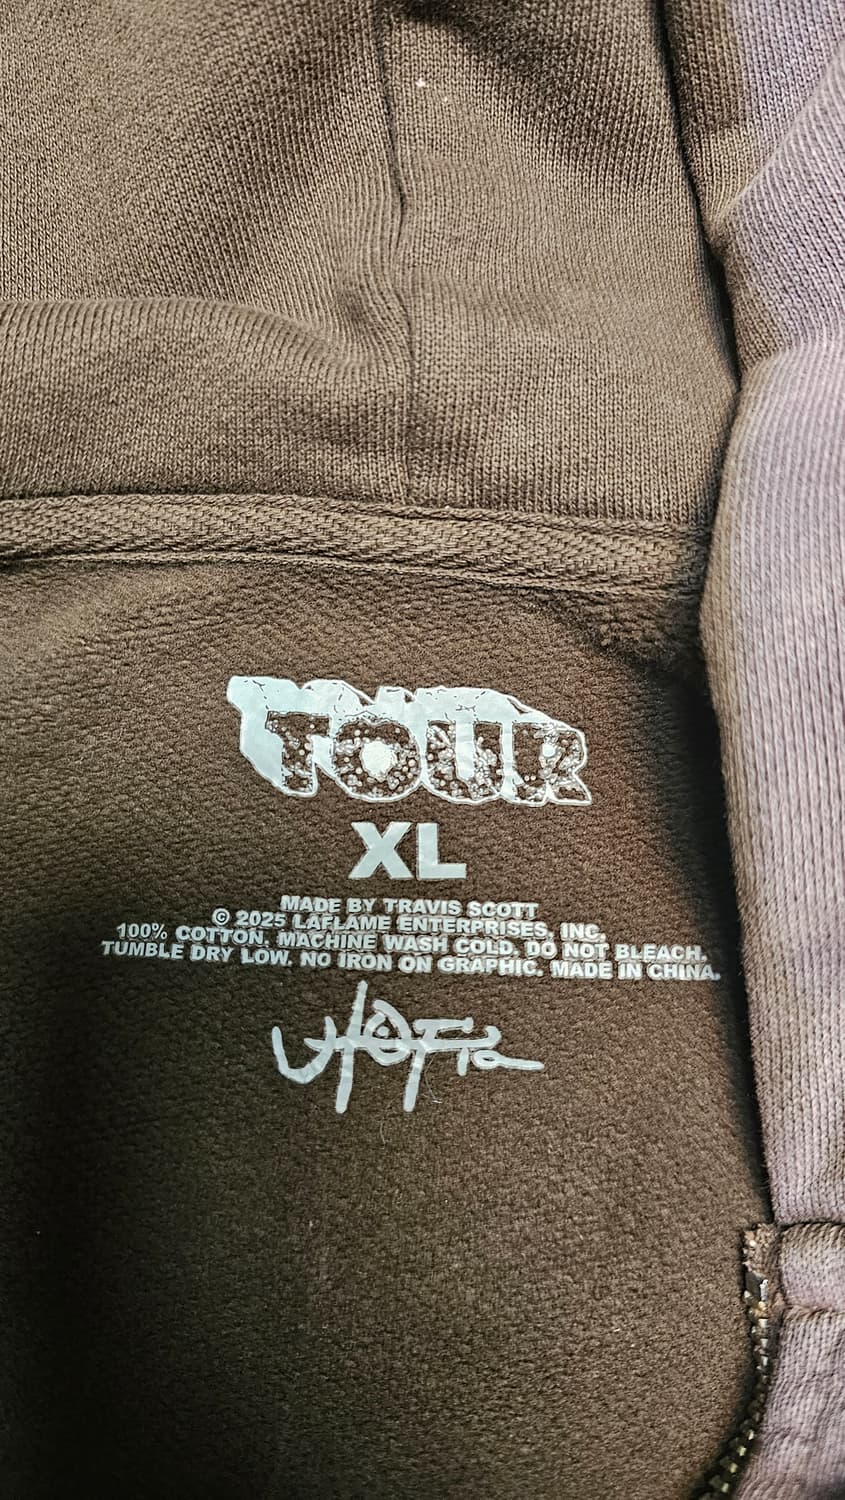 TOUR
XL
MADE BY TRAVIS SCOTT
© 2025 LAFLAME ENTERPRISES, INC.
100% COTTON. MACHINE WASH COLD. DO NOT BLEACH.
TUMBLE DRY LOW. NO IRON ON GRAPHIC. MADE IN CHINA.